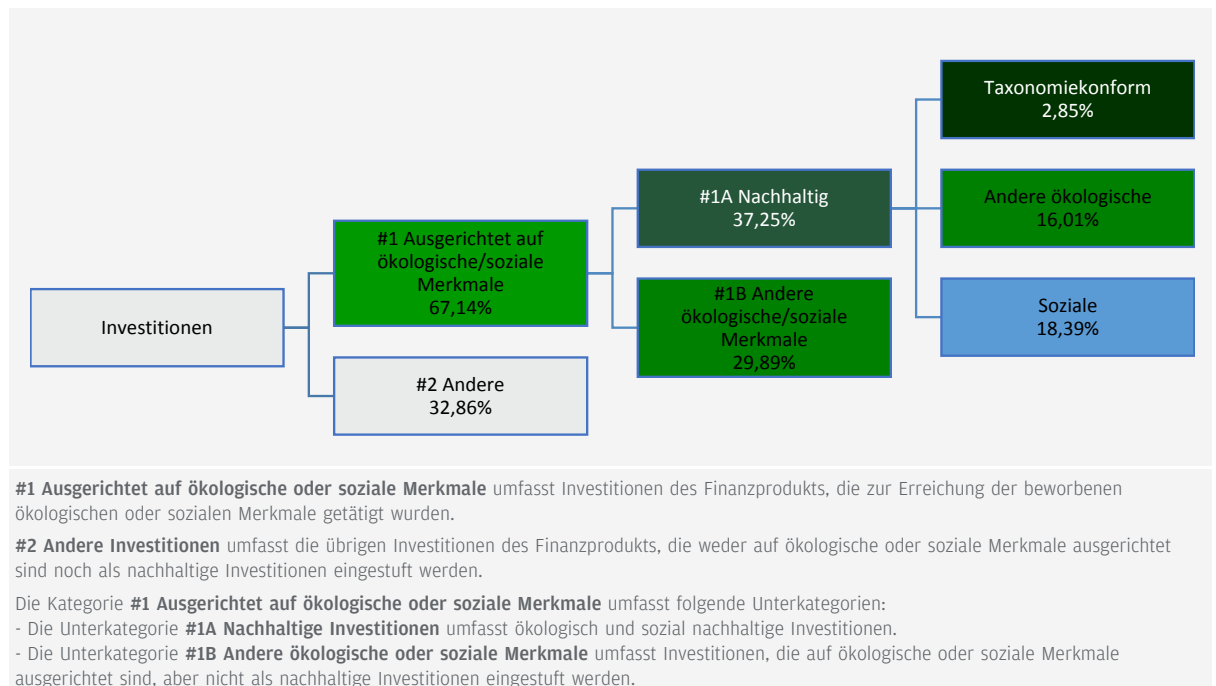 Investitionen
#1 Ausgerichtet auf
ökologische/soziale
Merkmale
67,14%
#2 Andere
32,86%
#1A Nachhaltig
37,25%
#1B Andere
ökologische/soziale
Merkmale
29,89%
Taxonomiekonform
2,85%
Andere ökologische
16,01%
Soziale
18,39%
#1 Ausgerichtet auf ökologische oder soziale Merkmale umfasst Investitionen des Finanzprodukts, die zur Erreichung der beworbenen
ökologischen oder sozialen Merkmale getätigt wurden.
#2 Andere Investitionen umfasst die übrigen Investitionen des Finanzprodukts, die weder auf ökologische oder soziale Merkmale ausgerichtet
sind noch als nachhaltige Investitionen eingestuft werden.
Die Kategorie #1 Ausgerichtet auf ökologische oder soziale Merkmale umfasst folgende Unterkategorien:
- Die Unterkategorie #1A Nachhaltige Investitionen umfasst ökologisch und sozial nachhaltige Investitionen.
- Die Unterkategorie #1B Andere ökologische oder soziale Merkmale umfasst Investitionen, die auf ökologische oder soziale Merkmale
ausgerichtet sind, aber nicht als nachhaltige Investitionen eingestuft werden.